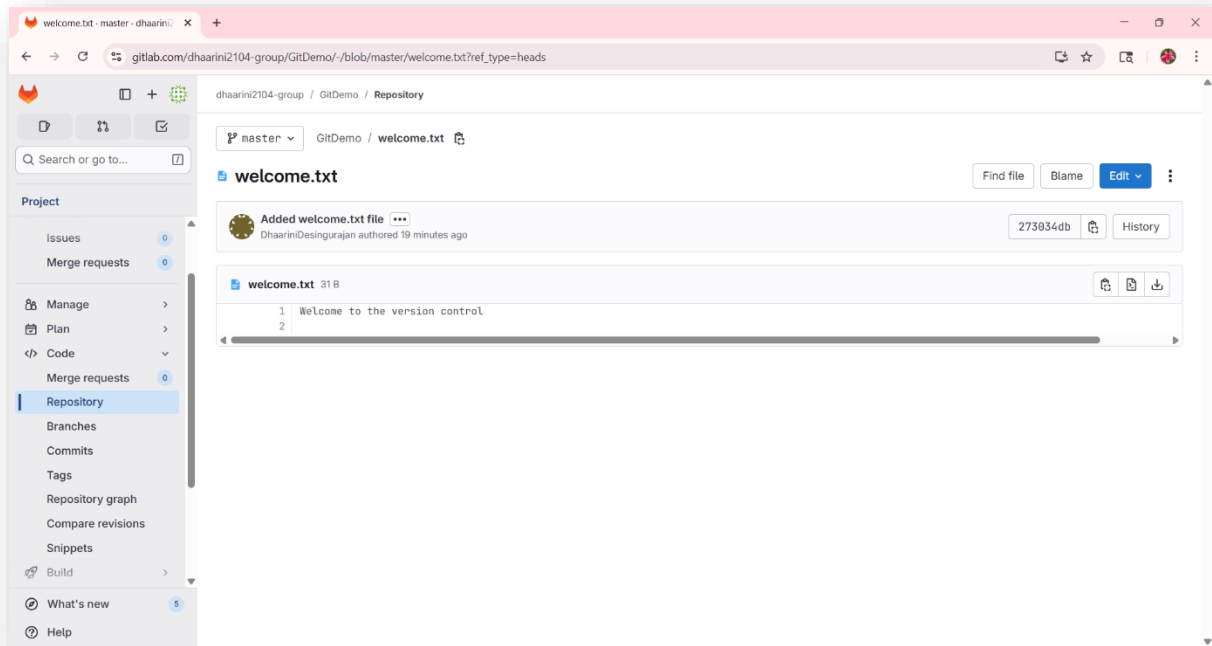 welcome.txt · master · dhaarini2
gitlab.com/dhaarini2104-group/GitDemo/-/blob/master/welcome.txt?ref_type=heads
dhaarini2104-group / GitDemo / Repository
Search or go to... /
Project
Issues 0
Merge requests 0
Manage
Plan
Code
Merge requests 0
Repository
Branches
Commits
Tags
Repository graph
Compare revisions
Snippets
Build
What's new 5
Help
master GitDemo / welcome.txt
welcome.txt Find file Blame Edit
Added welcome.txt file •••
DhaariniDesingurajan authored 19 minutes ago
273034db History
welcome.txt 31 B
1 Welcome to the version control
2